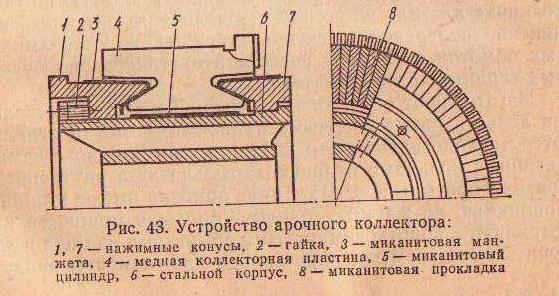 1 2 3 4 5 6 7 8
Рис. 43. Устройство арочного коллектора:
1, 7 — нажимные конусы, 2 — гайка, 3 — миканитовая ман-
жета, 4 — медная коллекторная пластина, 5 — миканитовый
цилиндр, 6 — стальной корпус, 8 — миканитовая прокладка